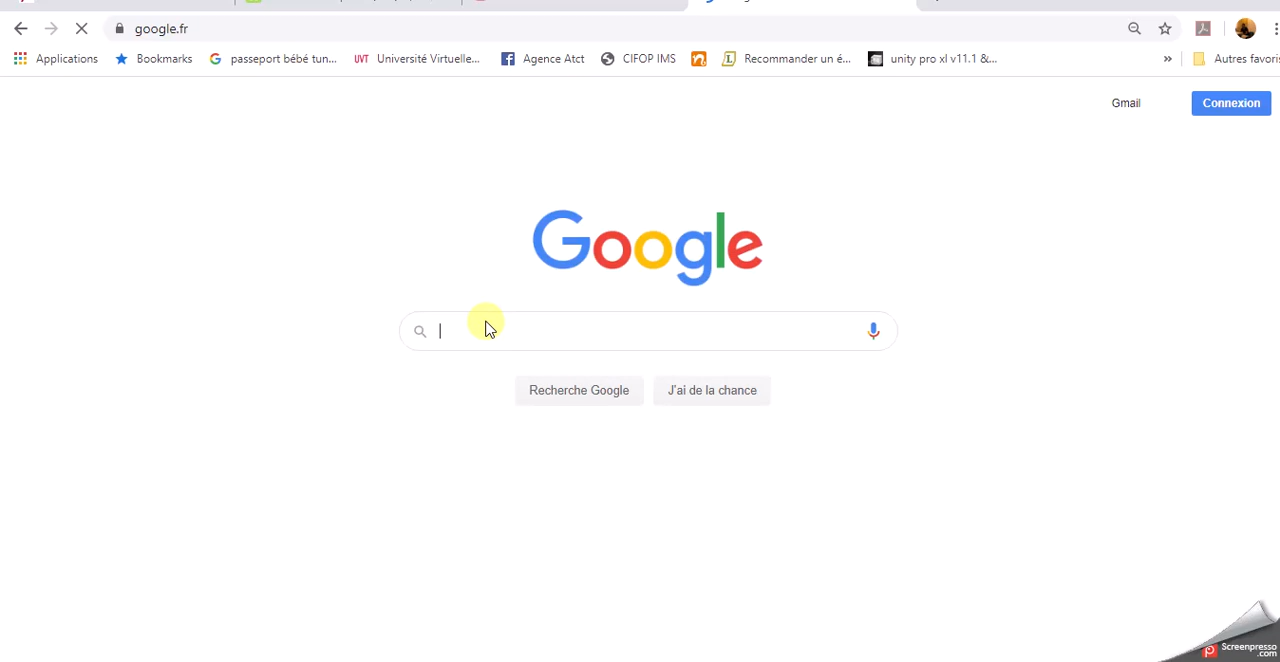 google.fr
Applications Bookmarks passeport bébé tun... UVT Université Virtuelle... Agence Atct CIFOP IMS Recommander un é... unity pro xl v11.1 &... » Autres favoris
Gmail Connexion
Google
Recherche Google J'ai de la chance
Screenpresso
.com